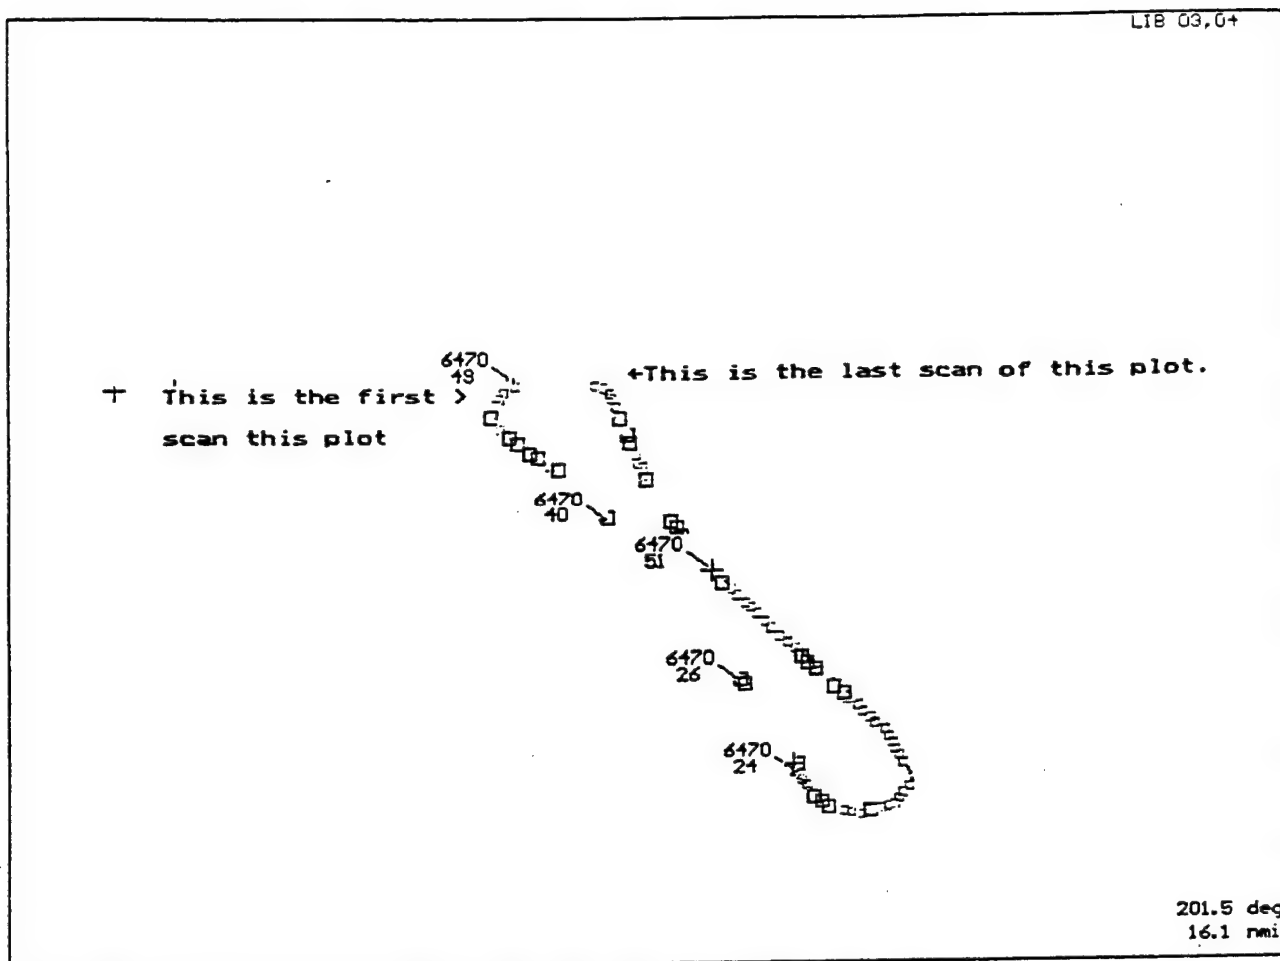 LIB 03,04
6470
49
←This is the last scan of this plot.
This is the first >
scan this plot
6470
40
6470
51
6470
26
6470
24
201.5 deg
16.1 nmi